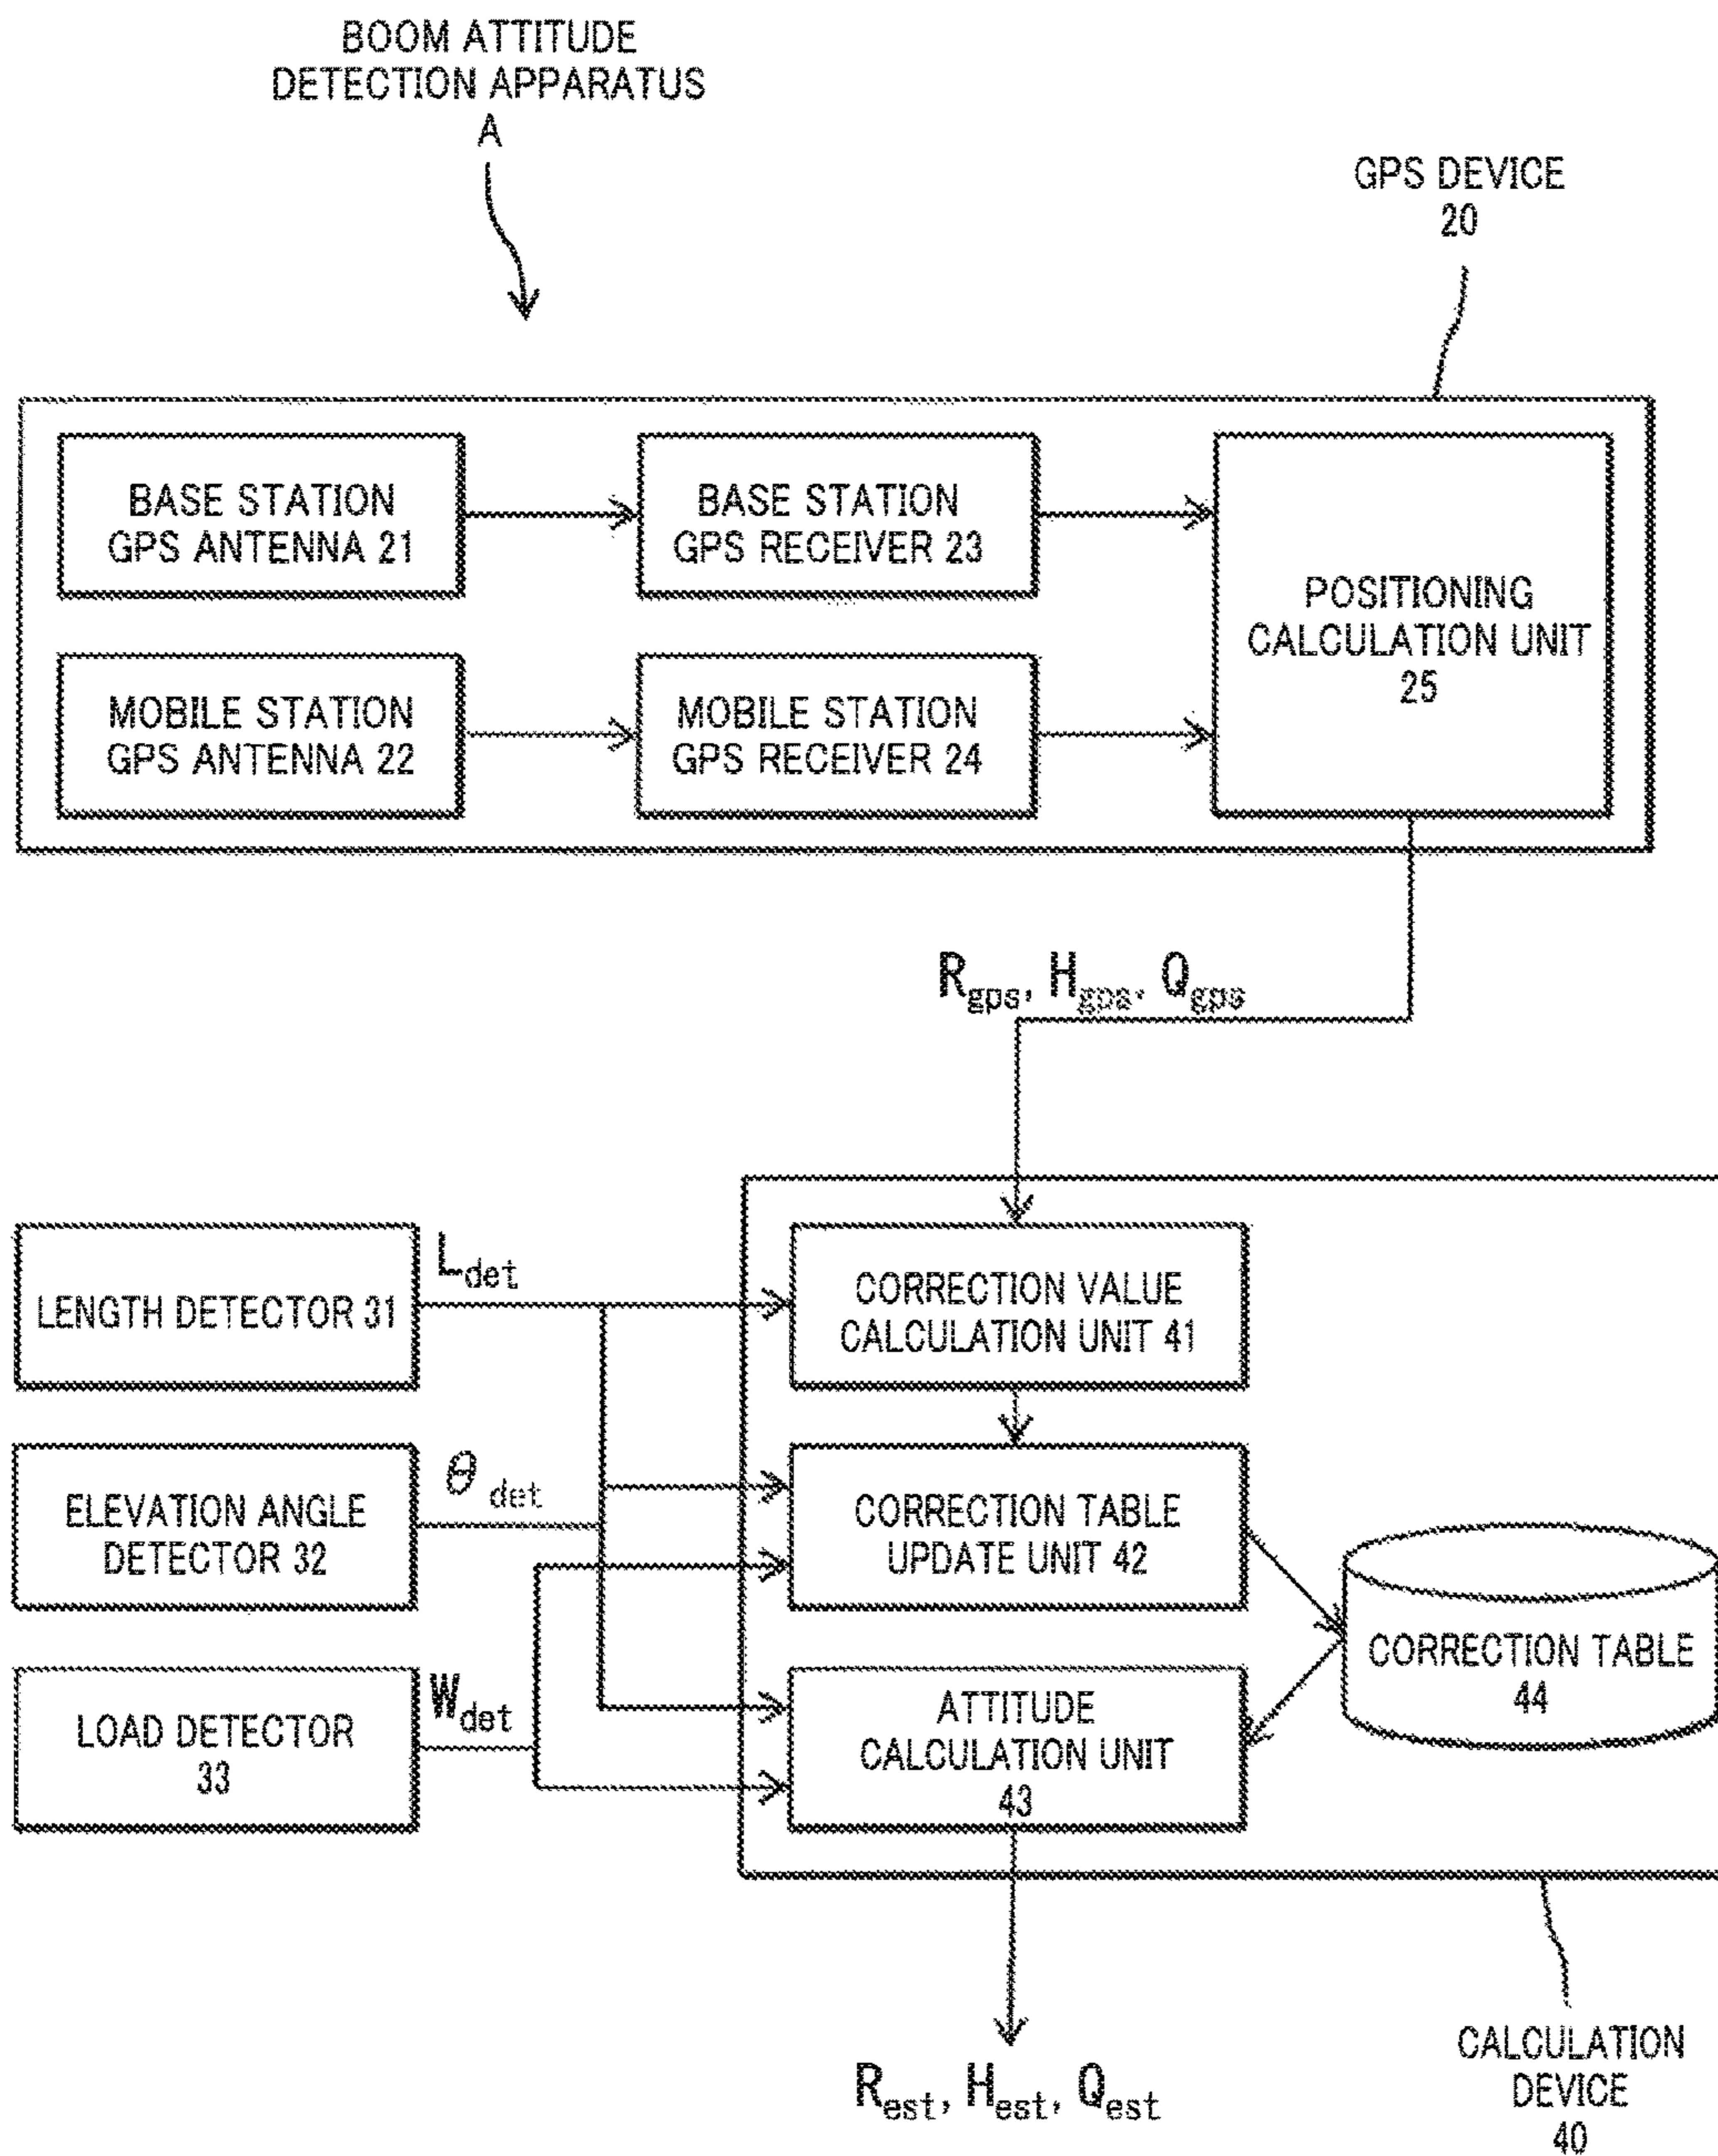 BOOM ATTITUDE
DETECTION APPARATUS
A
GPS DEVICE
20
BASE STATION
GPS ANTENNA 21
BASE STATION
GPS RECEIVER 23
POSITIONING
CALCULATION UNIT
25
MOBILE STATION
GPS ANTENNA 22
MOBILE STATION
GPS RECEIVER 24
Rgps, Hgps, Qgps
LENGTH DETECTOR 31
Ldet
CORRECTION VALUE
CALCULATION UNIT 41
ELEVATION ANGLE
DETECTOR 32
θ det
CORRECTION TABLE
UPDATE UNIT 42
CORRECTION TABLE
44
LOAD DETECTOR
33
Wdet
ATTITUDE
CALCULATION UNIT
43
Rest, Hest, Qest
CALCULATION
DEVICE
40